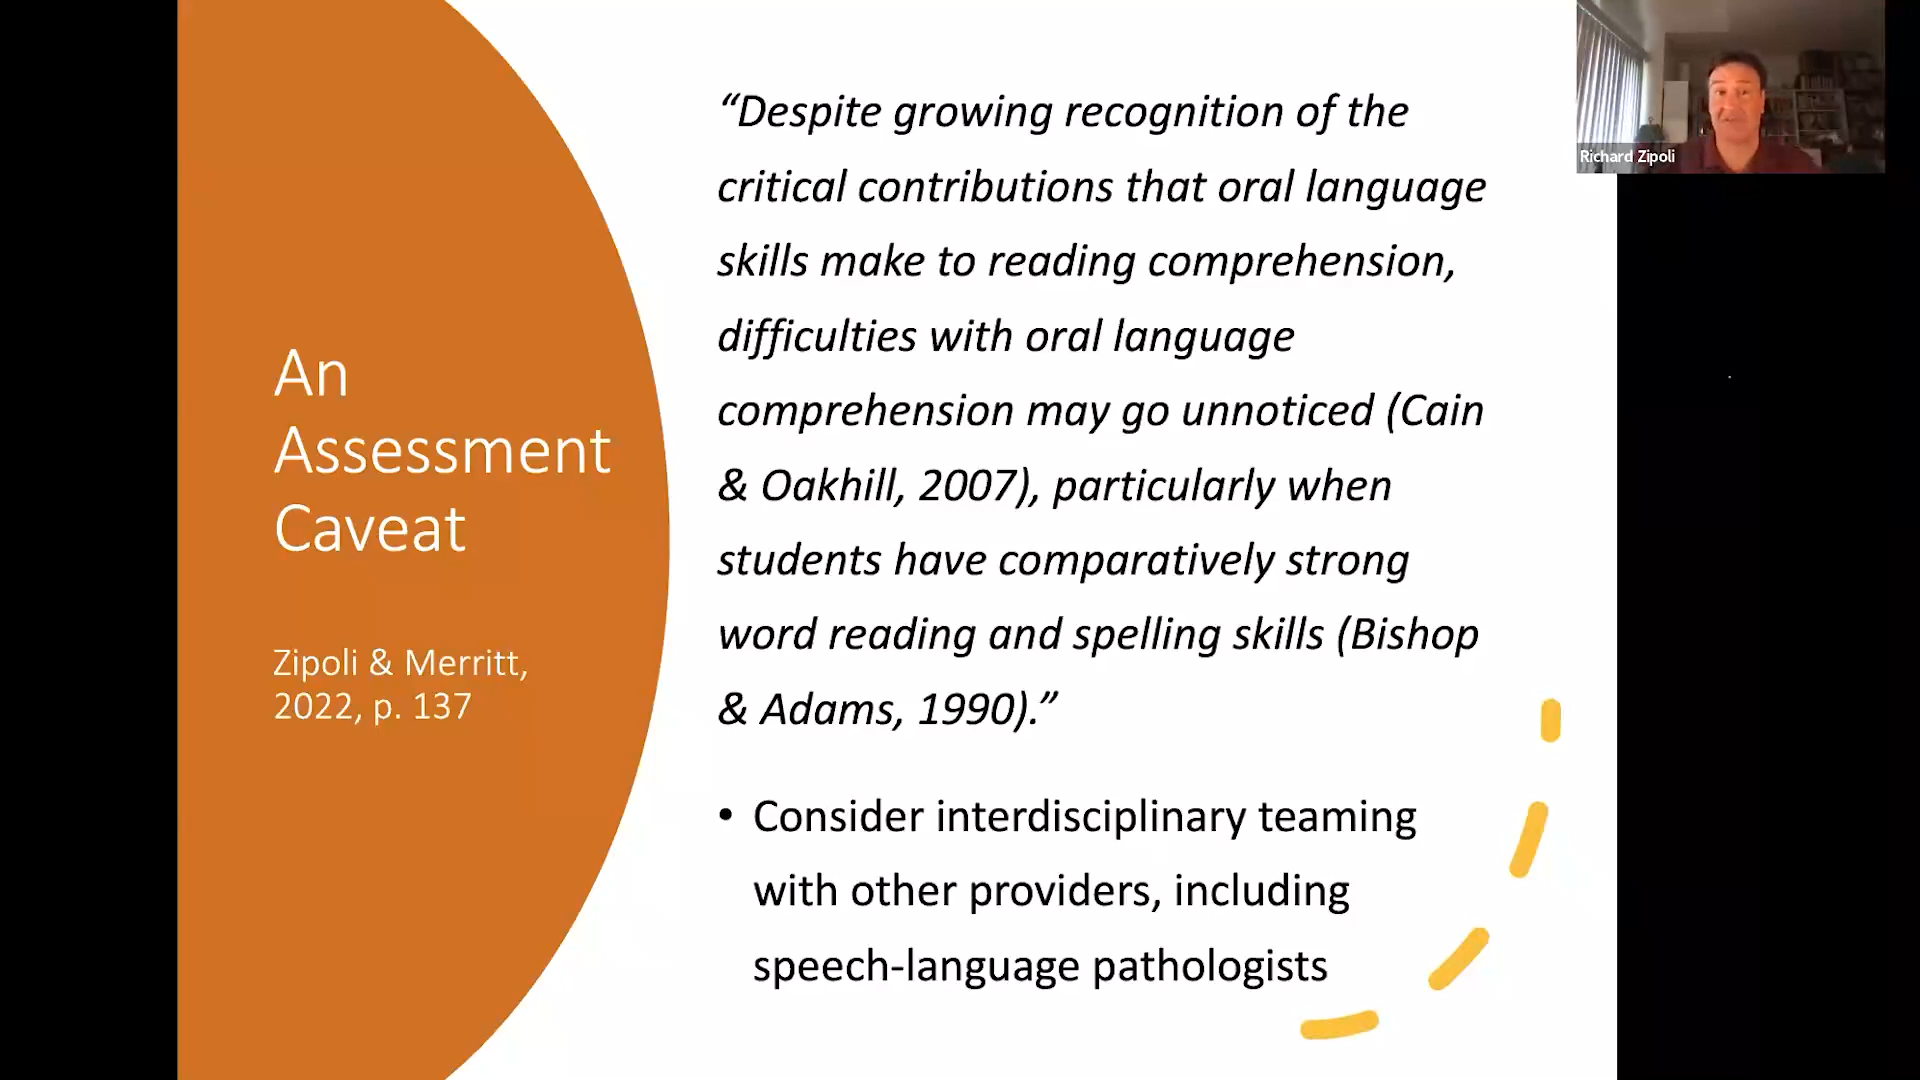 An
Assessment
Caveat
Zipoli & Merritt,
2022, p. 137
“Despite growing recognition of the
critical contributions that oral language
skills make to reading comprehension,
difficulties with oral language
comprehension may go unnoticed (Cain
& Oakhill, 2007), particularly when
students have comparatively strong
word reading and spelling skills (Bishop
& Adams, 1990).”
• Consider interdisciplinary teaming
with other providers, including
speech-language pathologists
Richard Zipoli